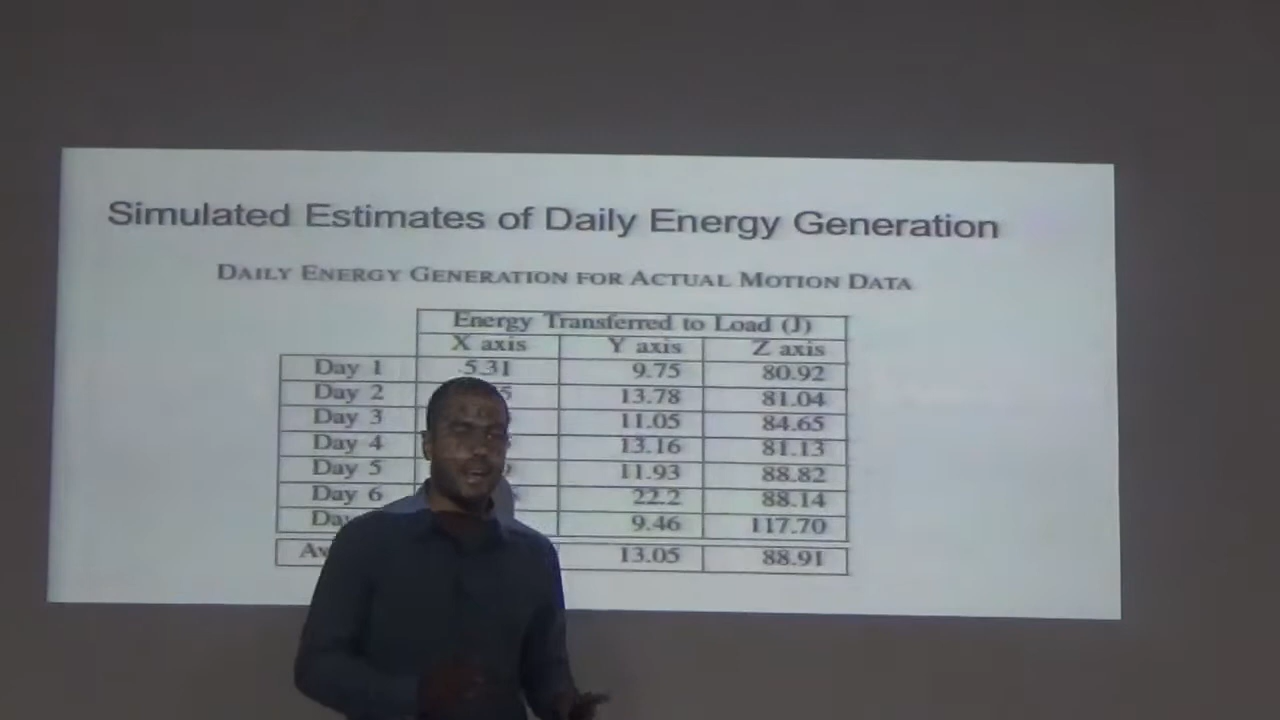 Simulated Estimates of Daily Energy Generation
DAILY ENERGY GENERATION FOR ACTUAL MOTION DATA
Energy Transferred to Load (J)
X axis Y axis Z axis
Day 1 5.31 9.75 80.92
Day 2 13.78 81.04
Day 3 11.05 84.65
Day 4 13.16 81.13
Day 5 11.93 88.82
Day 6 22.2 88.14
9.46 117.70
13.05 88.91